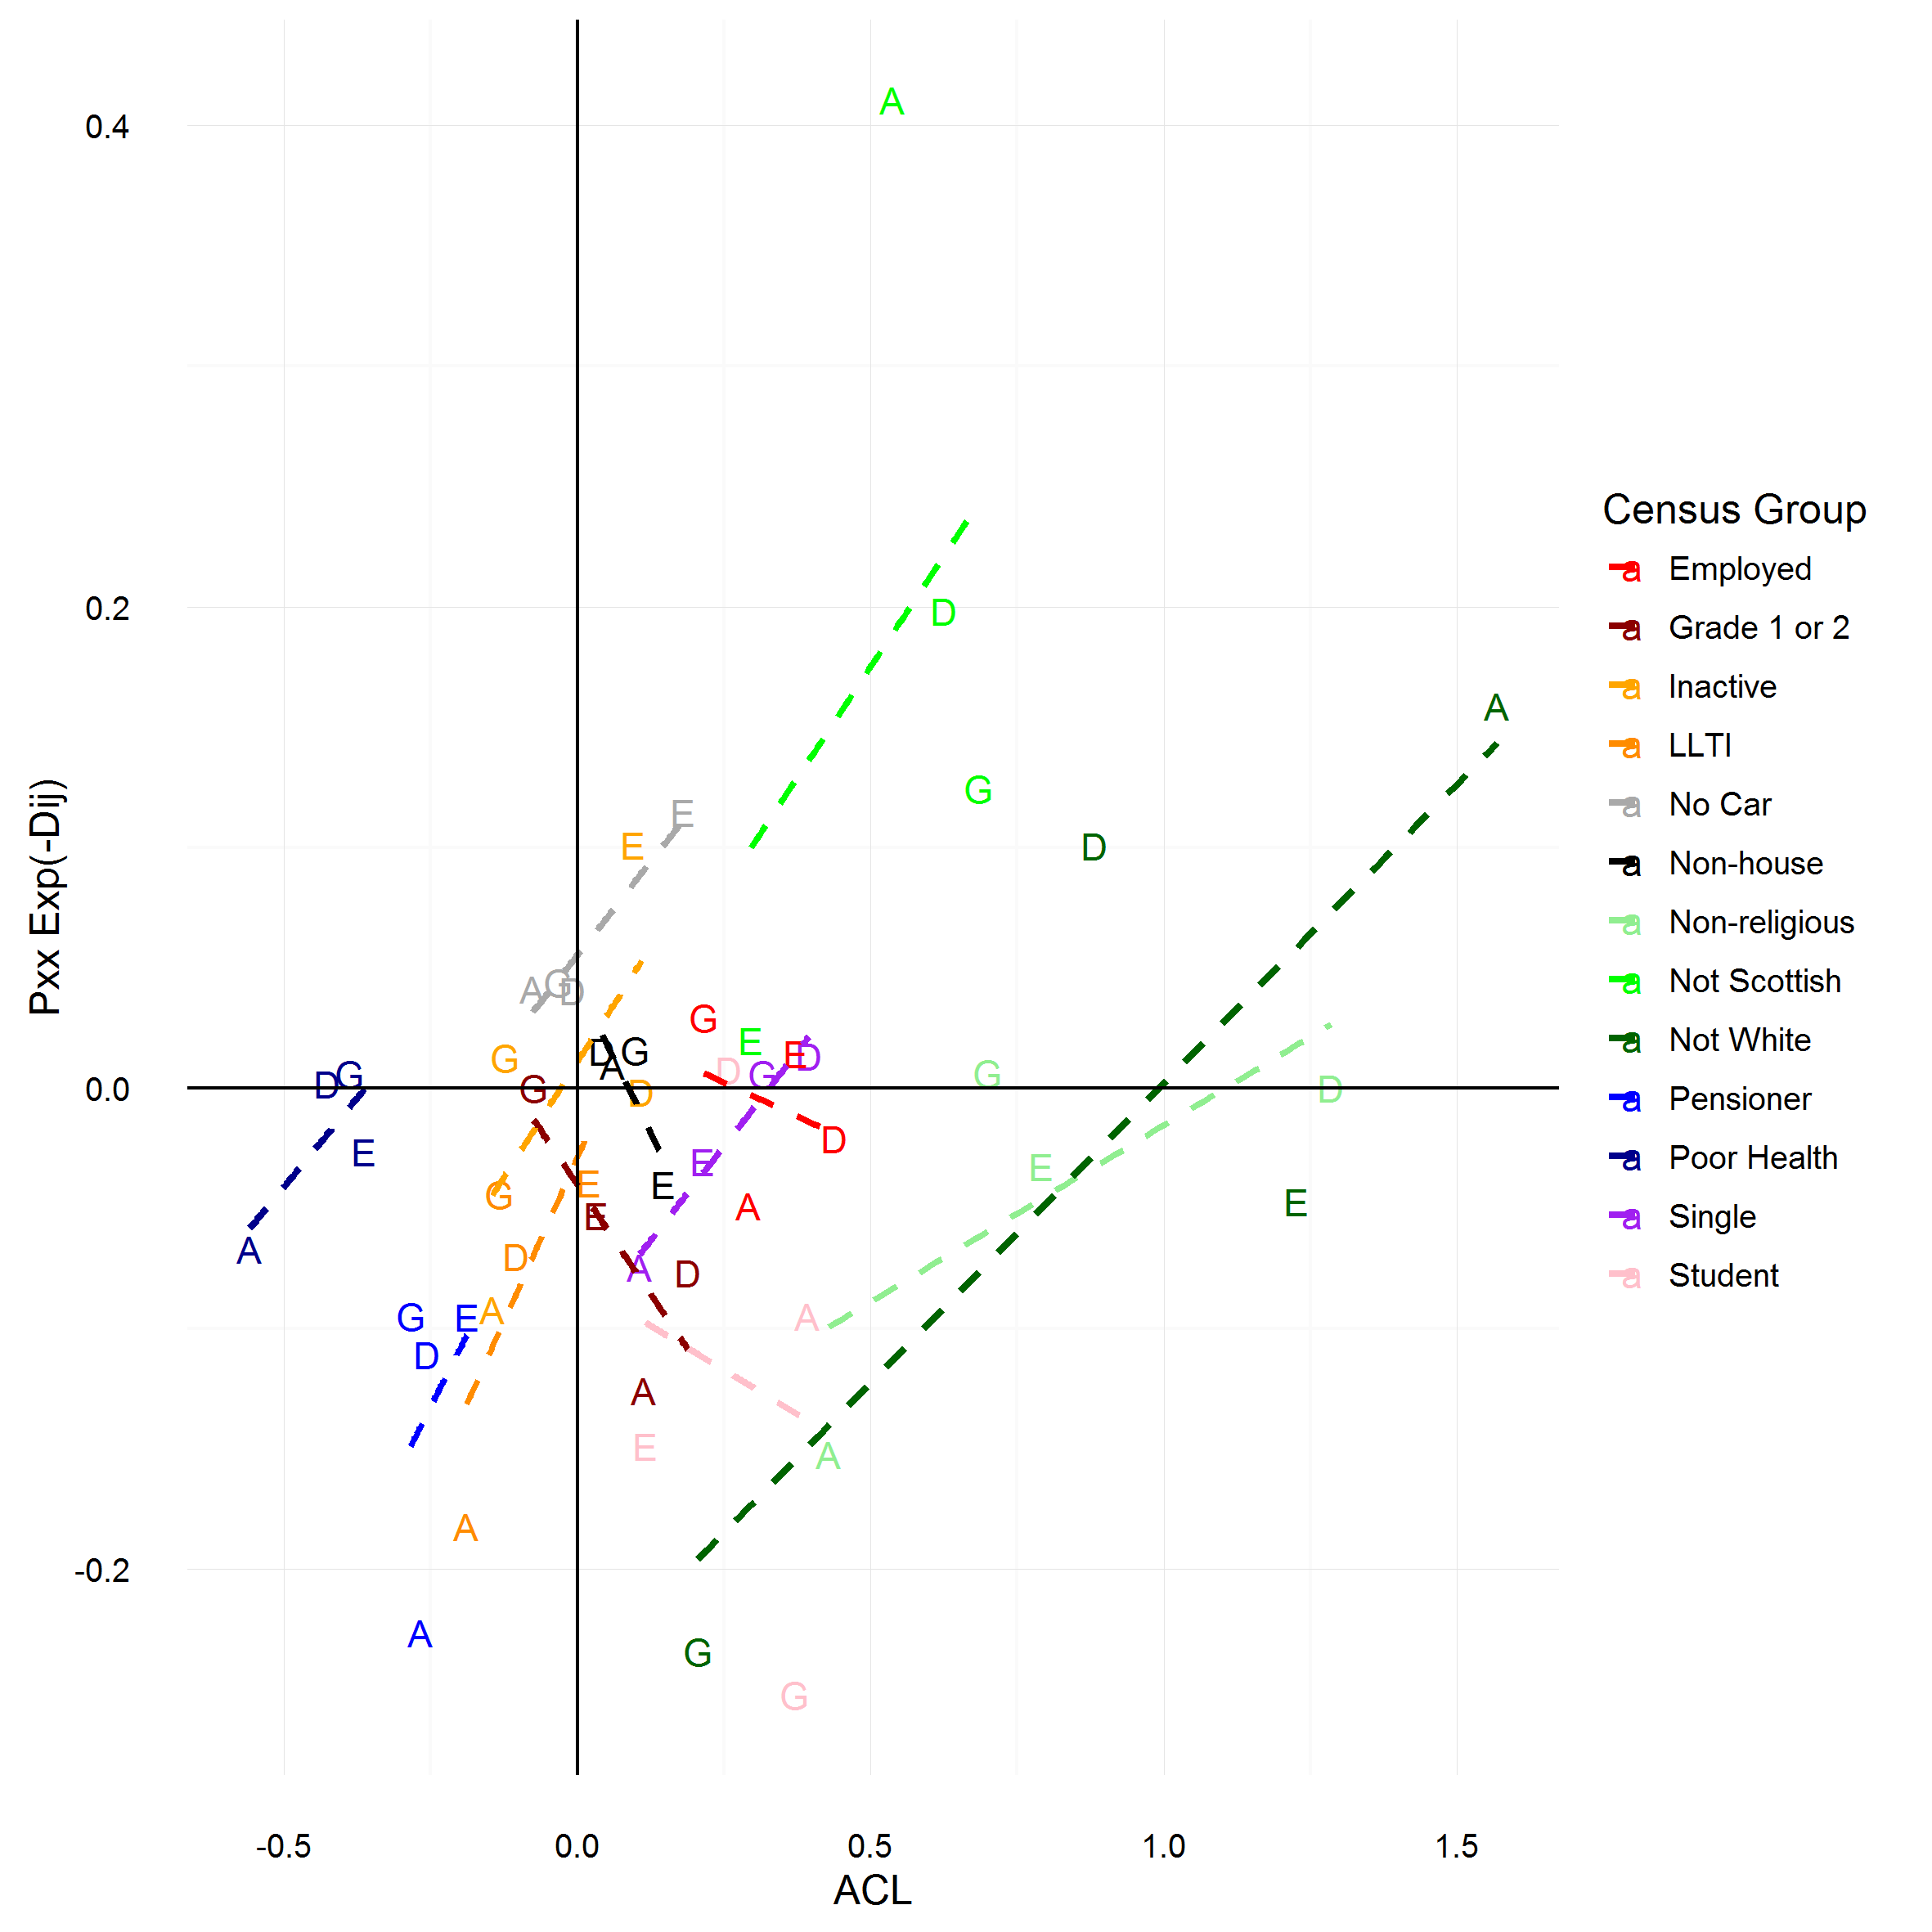 A
0.4
0.2
D
A
G
E
E
D
A G D
G
E
E
D
D G
A
D
G
G
G
D G
G
D
G
D
D
E
E
E
E
E
D
G
E
E
A
E
A
D
A
D
G
E
A
A
D
A
E
A
A
-0.2
A
G
G
0.0
Pxx Exp(-Dij)
-0.5
0.0
0.5
1.0
1.5
ACL
Census Group
a Employed
a Grade 1 or 2
a Inactive
a LLTI
a No Car
a Non-house
a Non-religious
a Not Scottish
a Not White
a Pensioner
a Poor Health
a Single
a Student